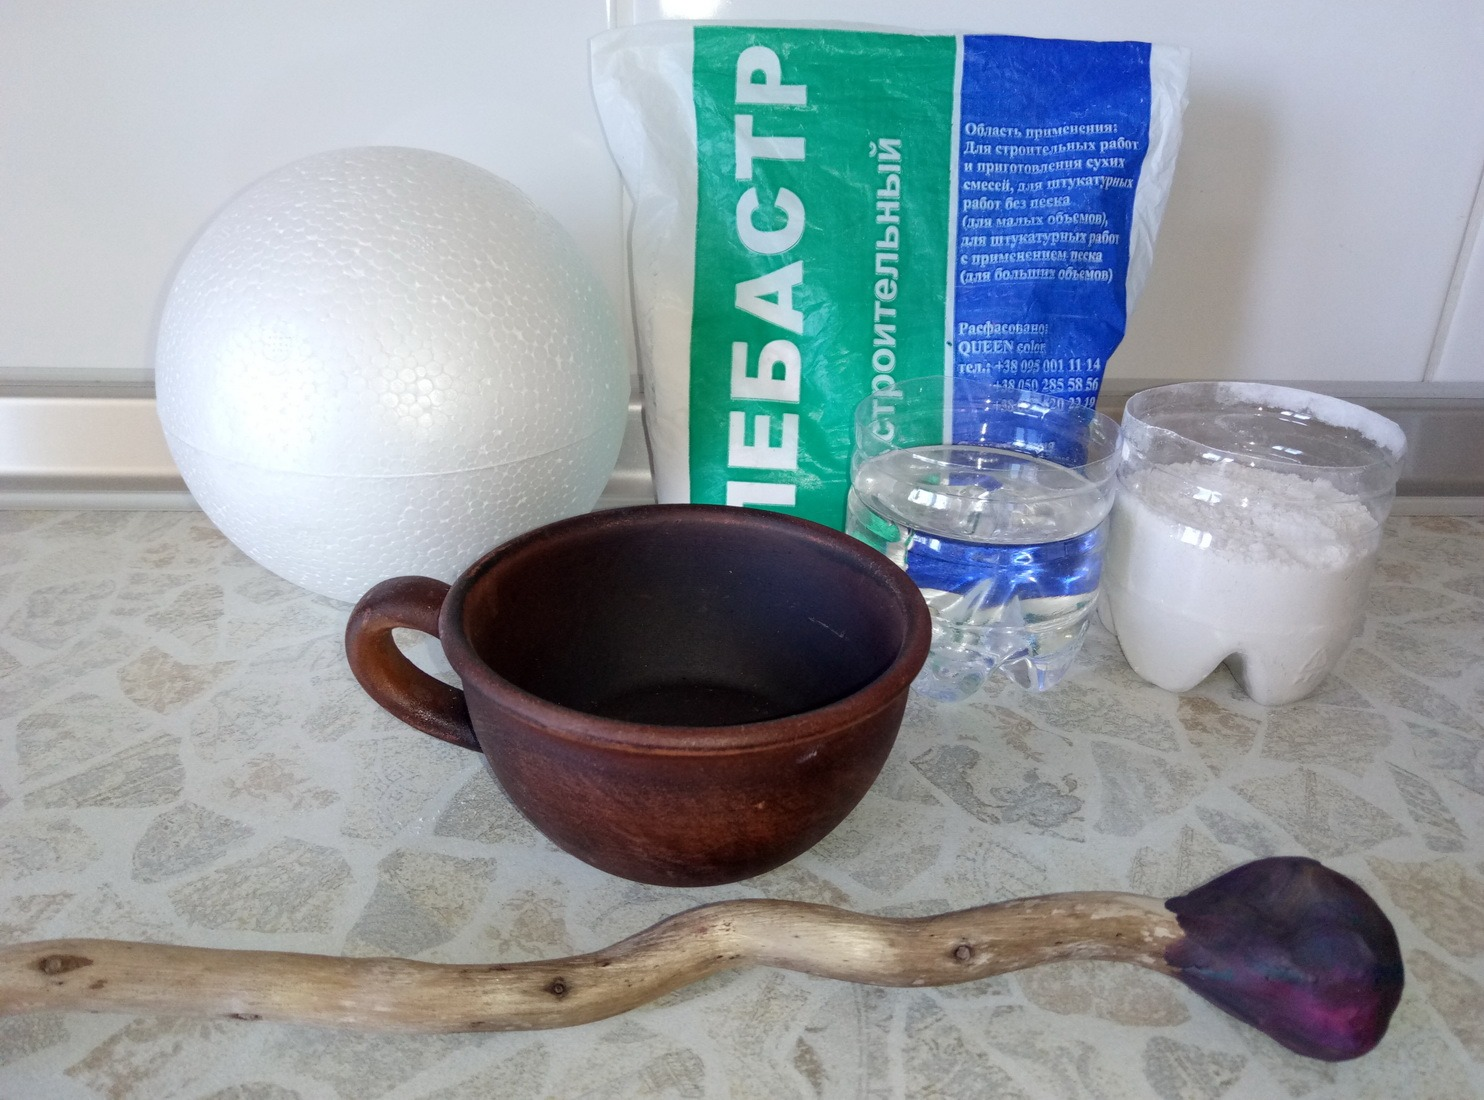 ЛЕБАСТР
строительный
Область применения:
Для строительных работ
и приготовления сухих
смесей, для штукатурных
работ без песка
(для малых объемов),
для штукатурных работ
с применением песка
(для больших объемов)
Расфасовано:
QUEEN color
тел.: +38 095 001 11 14
+38 050 285 58 56